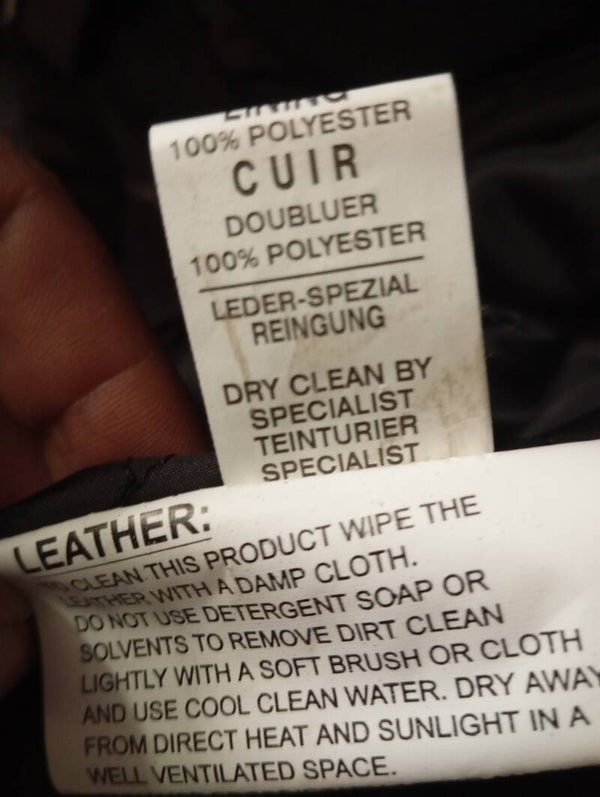 LINING
100% POLYESTER
CUIR
DOUBLUER
100% POLYESTER
LEDER-SPEZIAL
REINGUNG
DRY CLEAN BY
SPECIALIST
TEINTURIER
SPECIALIST
LEATHER:
TO CLEAN THIS PRODUCT WIPE THE
LEATHER WITH A DAMP CLOTH.
DO NOT USE DETERGENT SOAP OR
SOLVENTS TO REMOVE DIRT CLEAN
LIGHTLY WITH A SOFT BRUSH OR CLOTH
AND USE COOL CLEAN WATER. DRY AWAY
FROM DIRECT HEAT AND SUNLIGHT IN A
WELL VENTILATED SPACE.